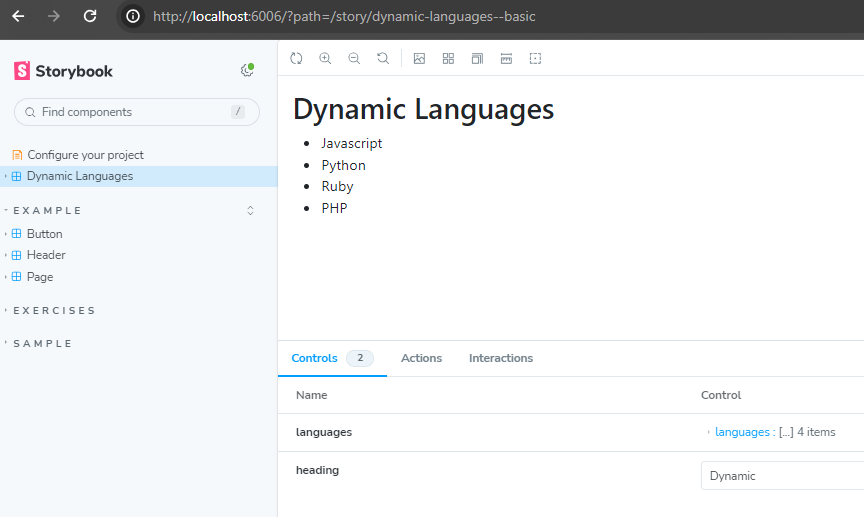 http://localhost:6006/?path=/story/dynamic-languages--basic
Storybook
Find components /
Configure your project
Dynamic Languages
EXAMPLE
Button
Header
Page
EXERCISES
SAMPLE
Dynamic Languages
• Javascript
• Python
• Ruby
• PHP
Controls 2 Actions Interactions
Name Control
languages languages : [...] 4 items
heading Dynamic